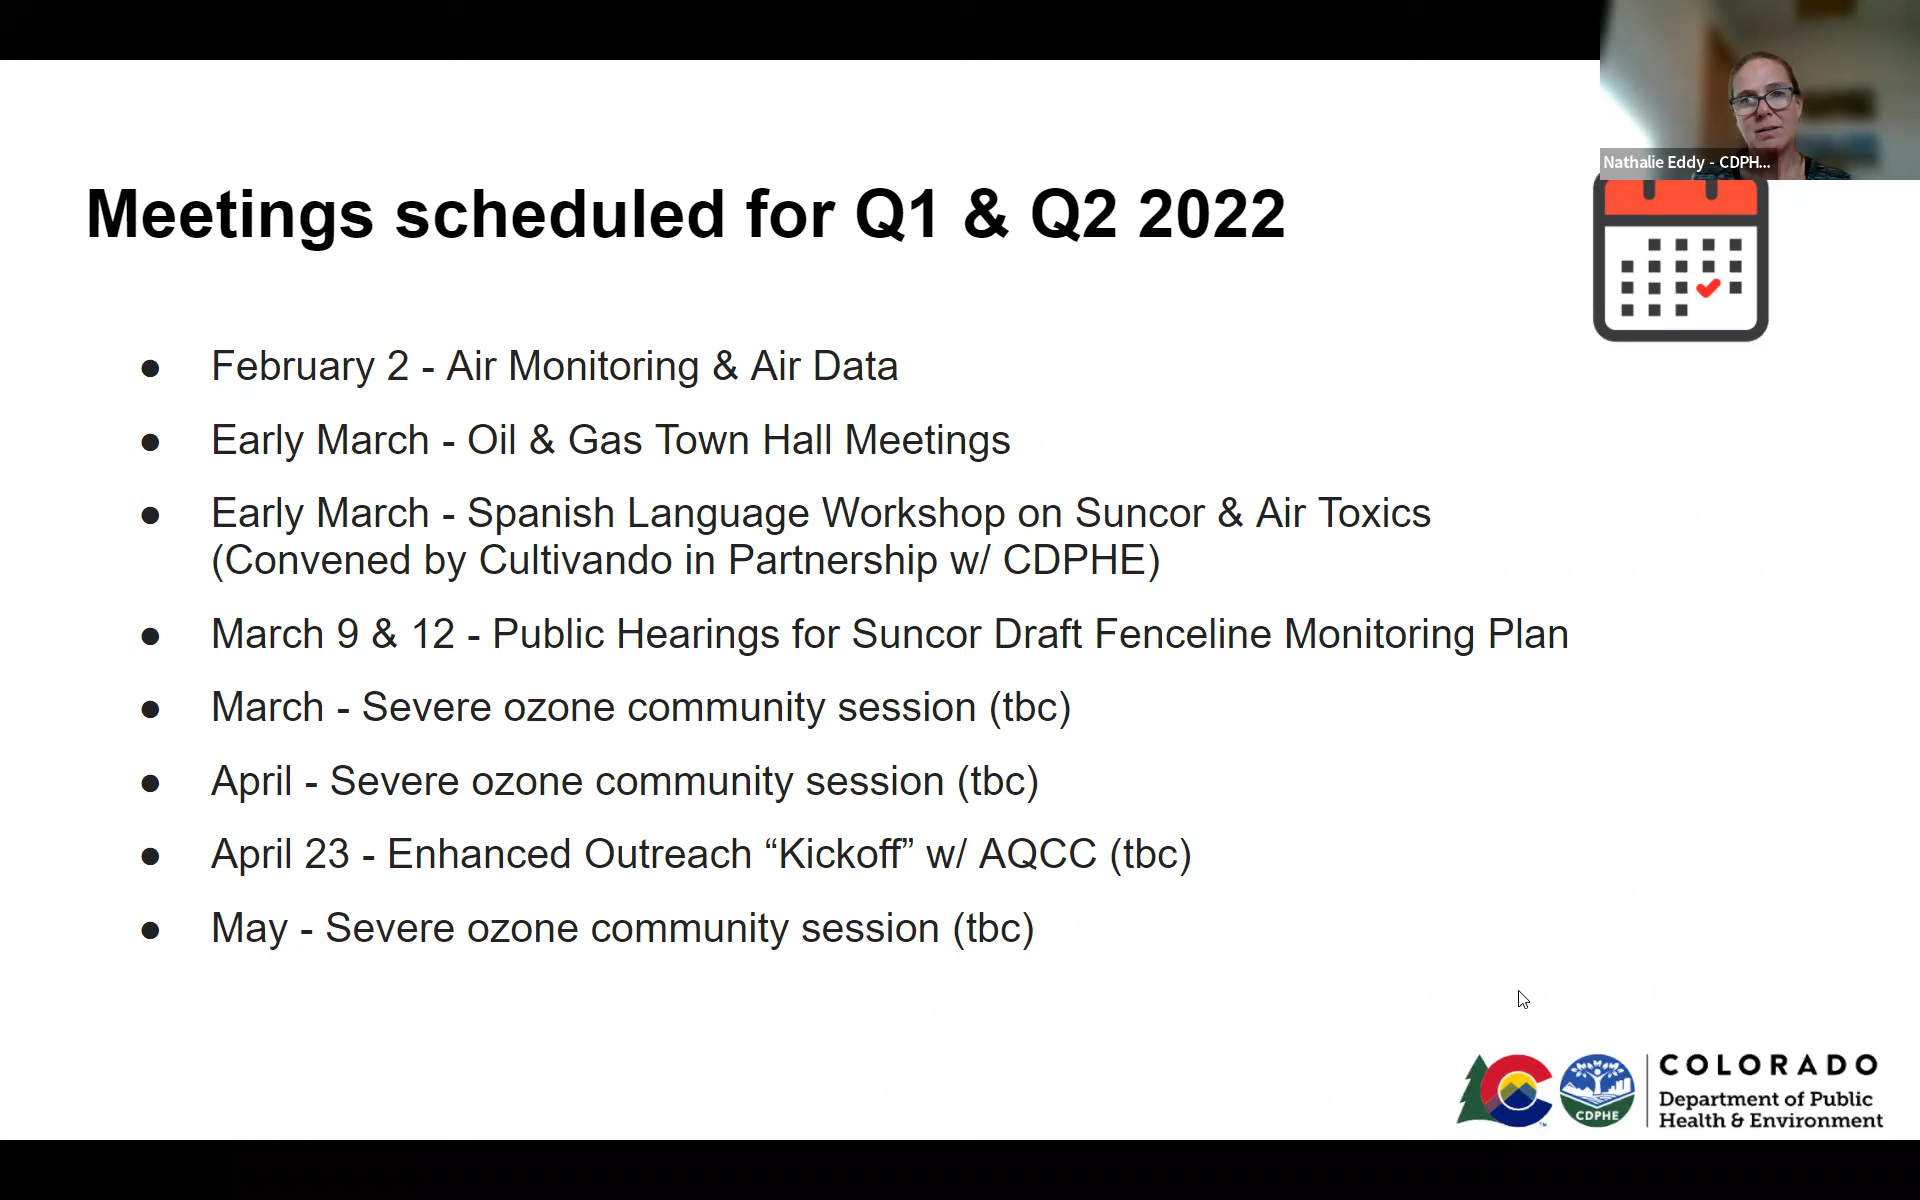 Nathalie Eddy - CDPH...
Meetings scheduled for Q1 & Q2 2022
● February 2 - Air Monitoring & Air Data
● Early March - Oil & Gas Town Hall Meetings
● Early March - Spanish Language Workshop on Suncor & Air Toxics
(Convened by Cultivando in Partnership w/ CDPHE)
● March 9 & 12 - Public Hearings for Suncor Draft Fenceline Monitoring Plan
● March - Severe ozone community session (tbc)
● April - Severe ozone community session (tbc)
● April 23 - Enhanced Outreach “Kickoff” w/ AQCC (tbc)
● May - Severe ozone community session (tbc)
CDPHE
TM
COLORADO
Department of Public
Health & Environment